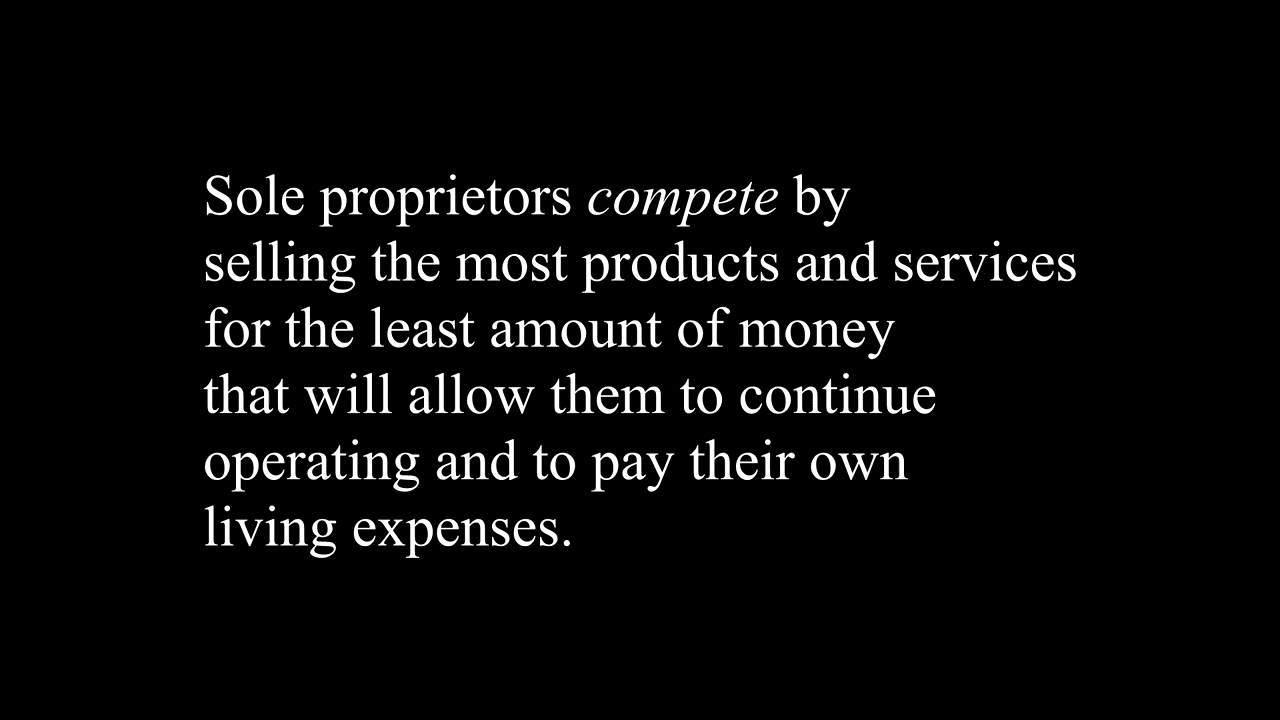 Sole proprietors compete by
selling the most products and services
for the least amount of money
that will allow them to continue
operating and to pay their own
living expenses.